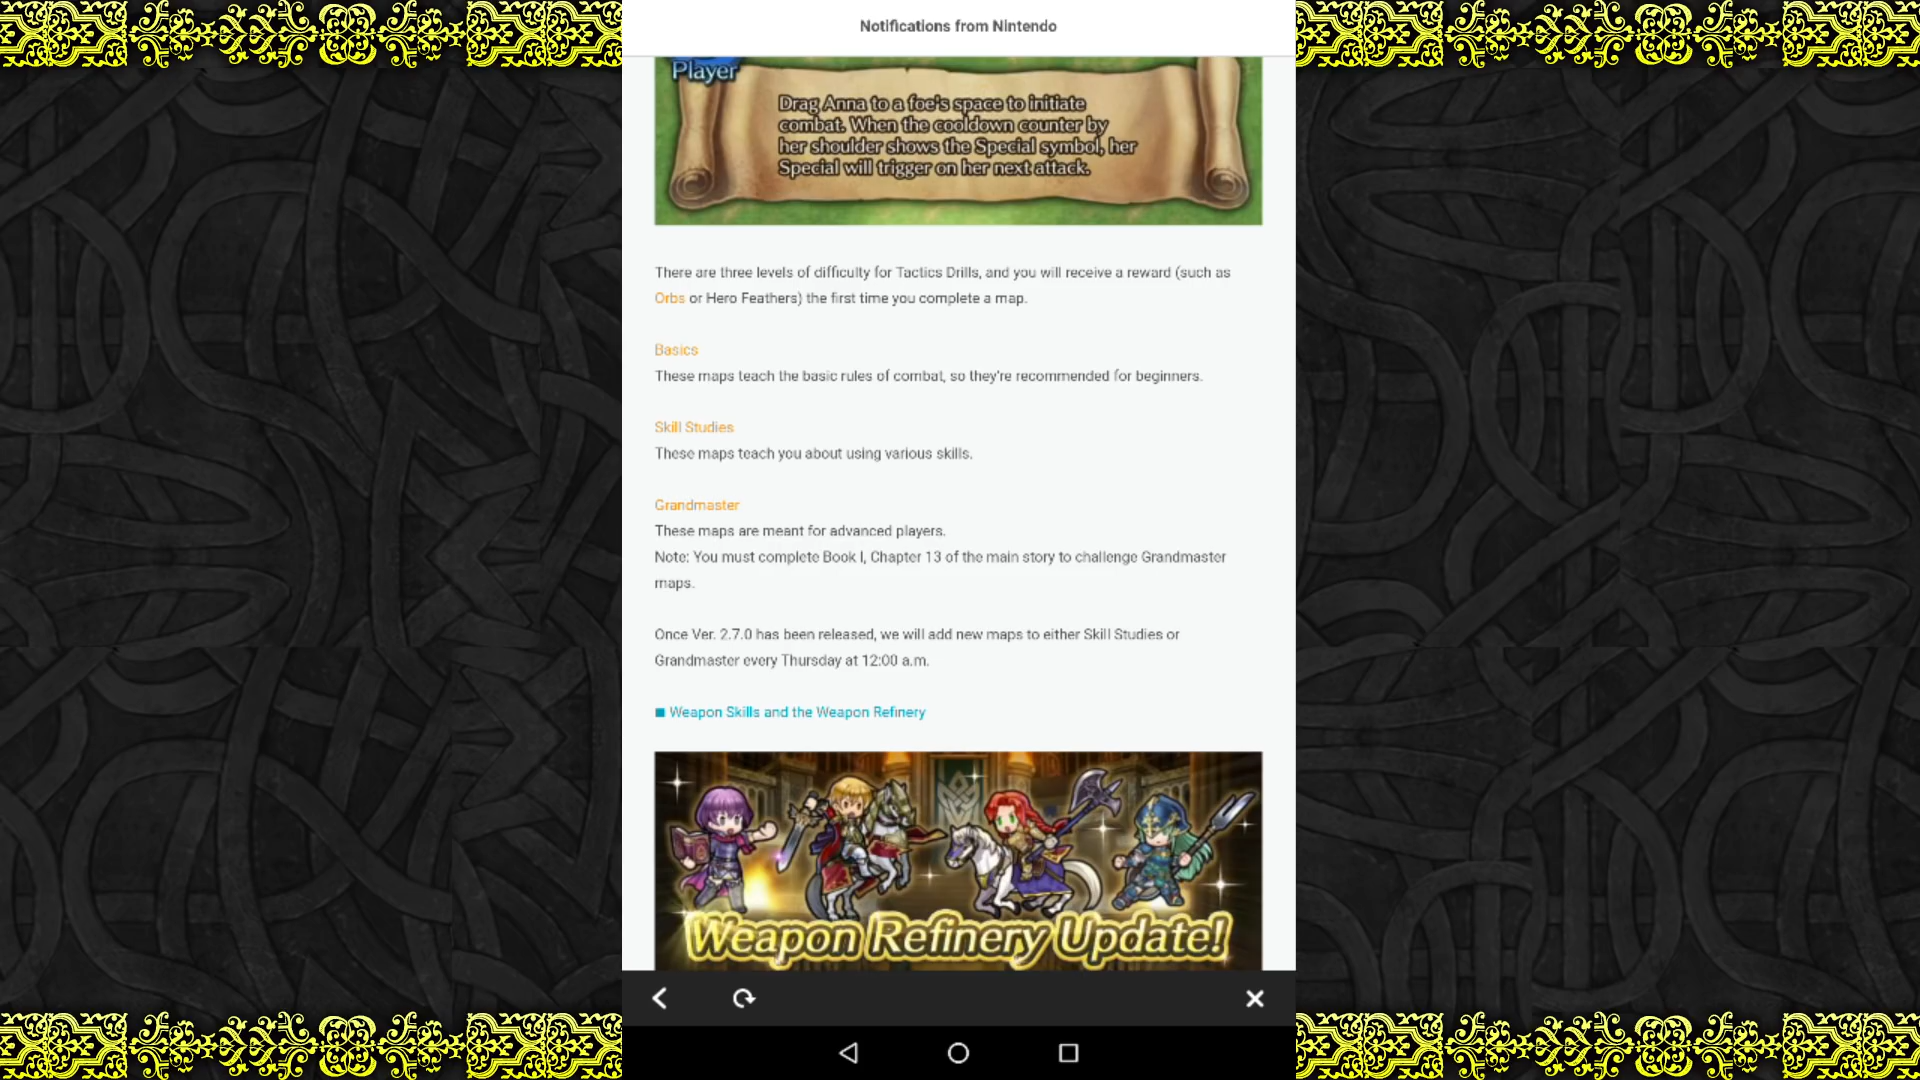 Notifications from Nintendo
Player
Drag Anna to a foe's space to initiate
combat. When the cooldown counter by
her shoulder shows the Special symbol, her
Special will trigger on her next attack.
There are three levels of difficulty for Tactics Drills, and you will receive a reward (such as
Orbs or Hero Feathers) the first time you complete a map.
Basics
These maps teach the basic rules of combat, so they're recommended for beginners.
Skill Studies
These maps teach you about using various skills.
Grandmaster
These maps are meant for advanced players.
Note: You must complete Book I, Chapter 13 of the main story to challenge Grandmaster
maps.
Once Ver. 2.7.0 has been released, we will add new maps to either Skill Studies or
Grandmaster every Thursday at 12:00 a.m.
■ Weapon Skills and the Weapon Refinery
Weapon Refinery Update!